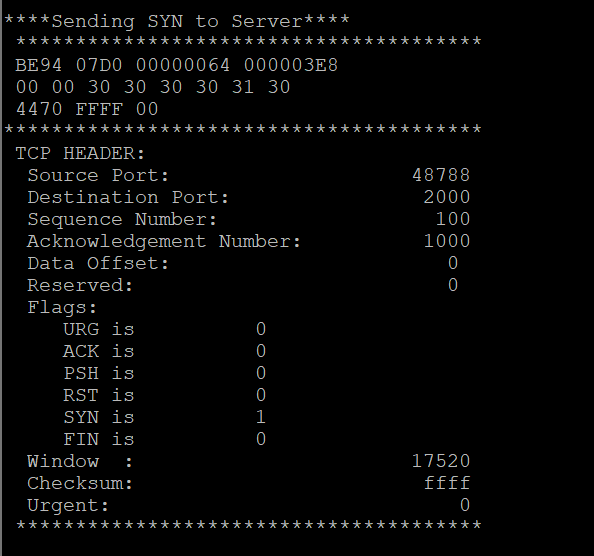 ****Sending SYN to Server****
***************************************
BE94 07D0 00000064 000003E8
00 00 30 30 30 30 31 30
4470 FFFF 00
****************************************
TCP HEADER:
Source Port: 48788
Destination Port: 2000
Sequence Number: 100
Acknowledgement Number: 1000
Data Offset: 0
Reserved: 0
Flags:
URG is 0
ACK is 0
PSH is 0
RST is 0
SYN is 1
FIN is 0
Window : 17520
Checksum: ffff
Urgent: 0
***************************************